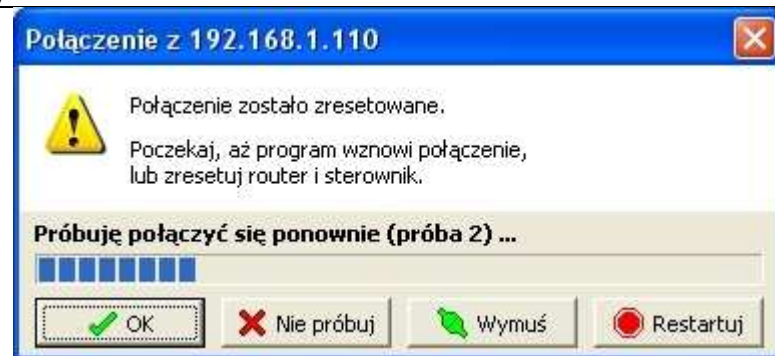 Połączenie z 192.168.1.110
Połączenie zostało zresetowane.
Poczekaj, aż program wznowi połączenie,
lub zresetuj router i sterownik.
Próbuję połączyć się ponownie (próba 2) ...
OK Nie próbuj Wymuś Restartuj